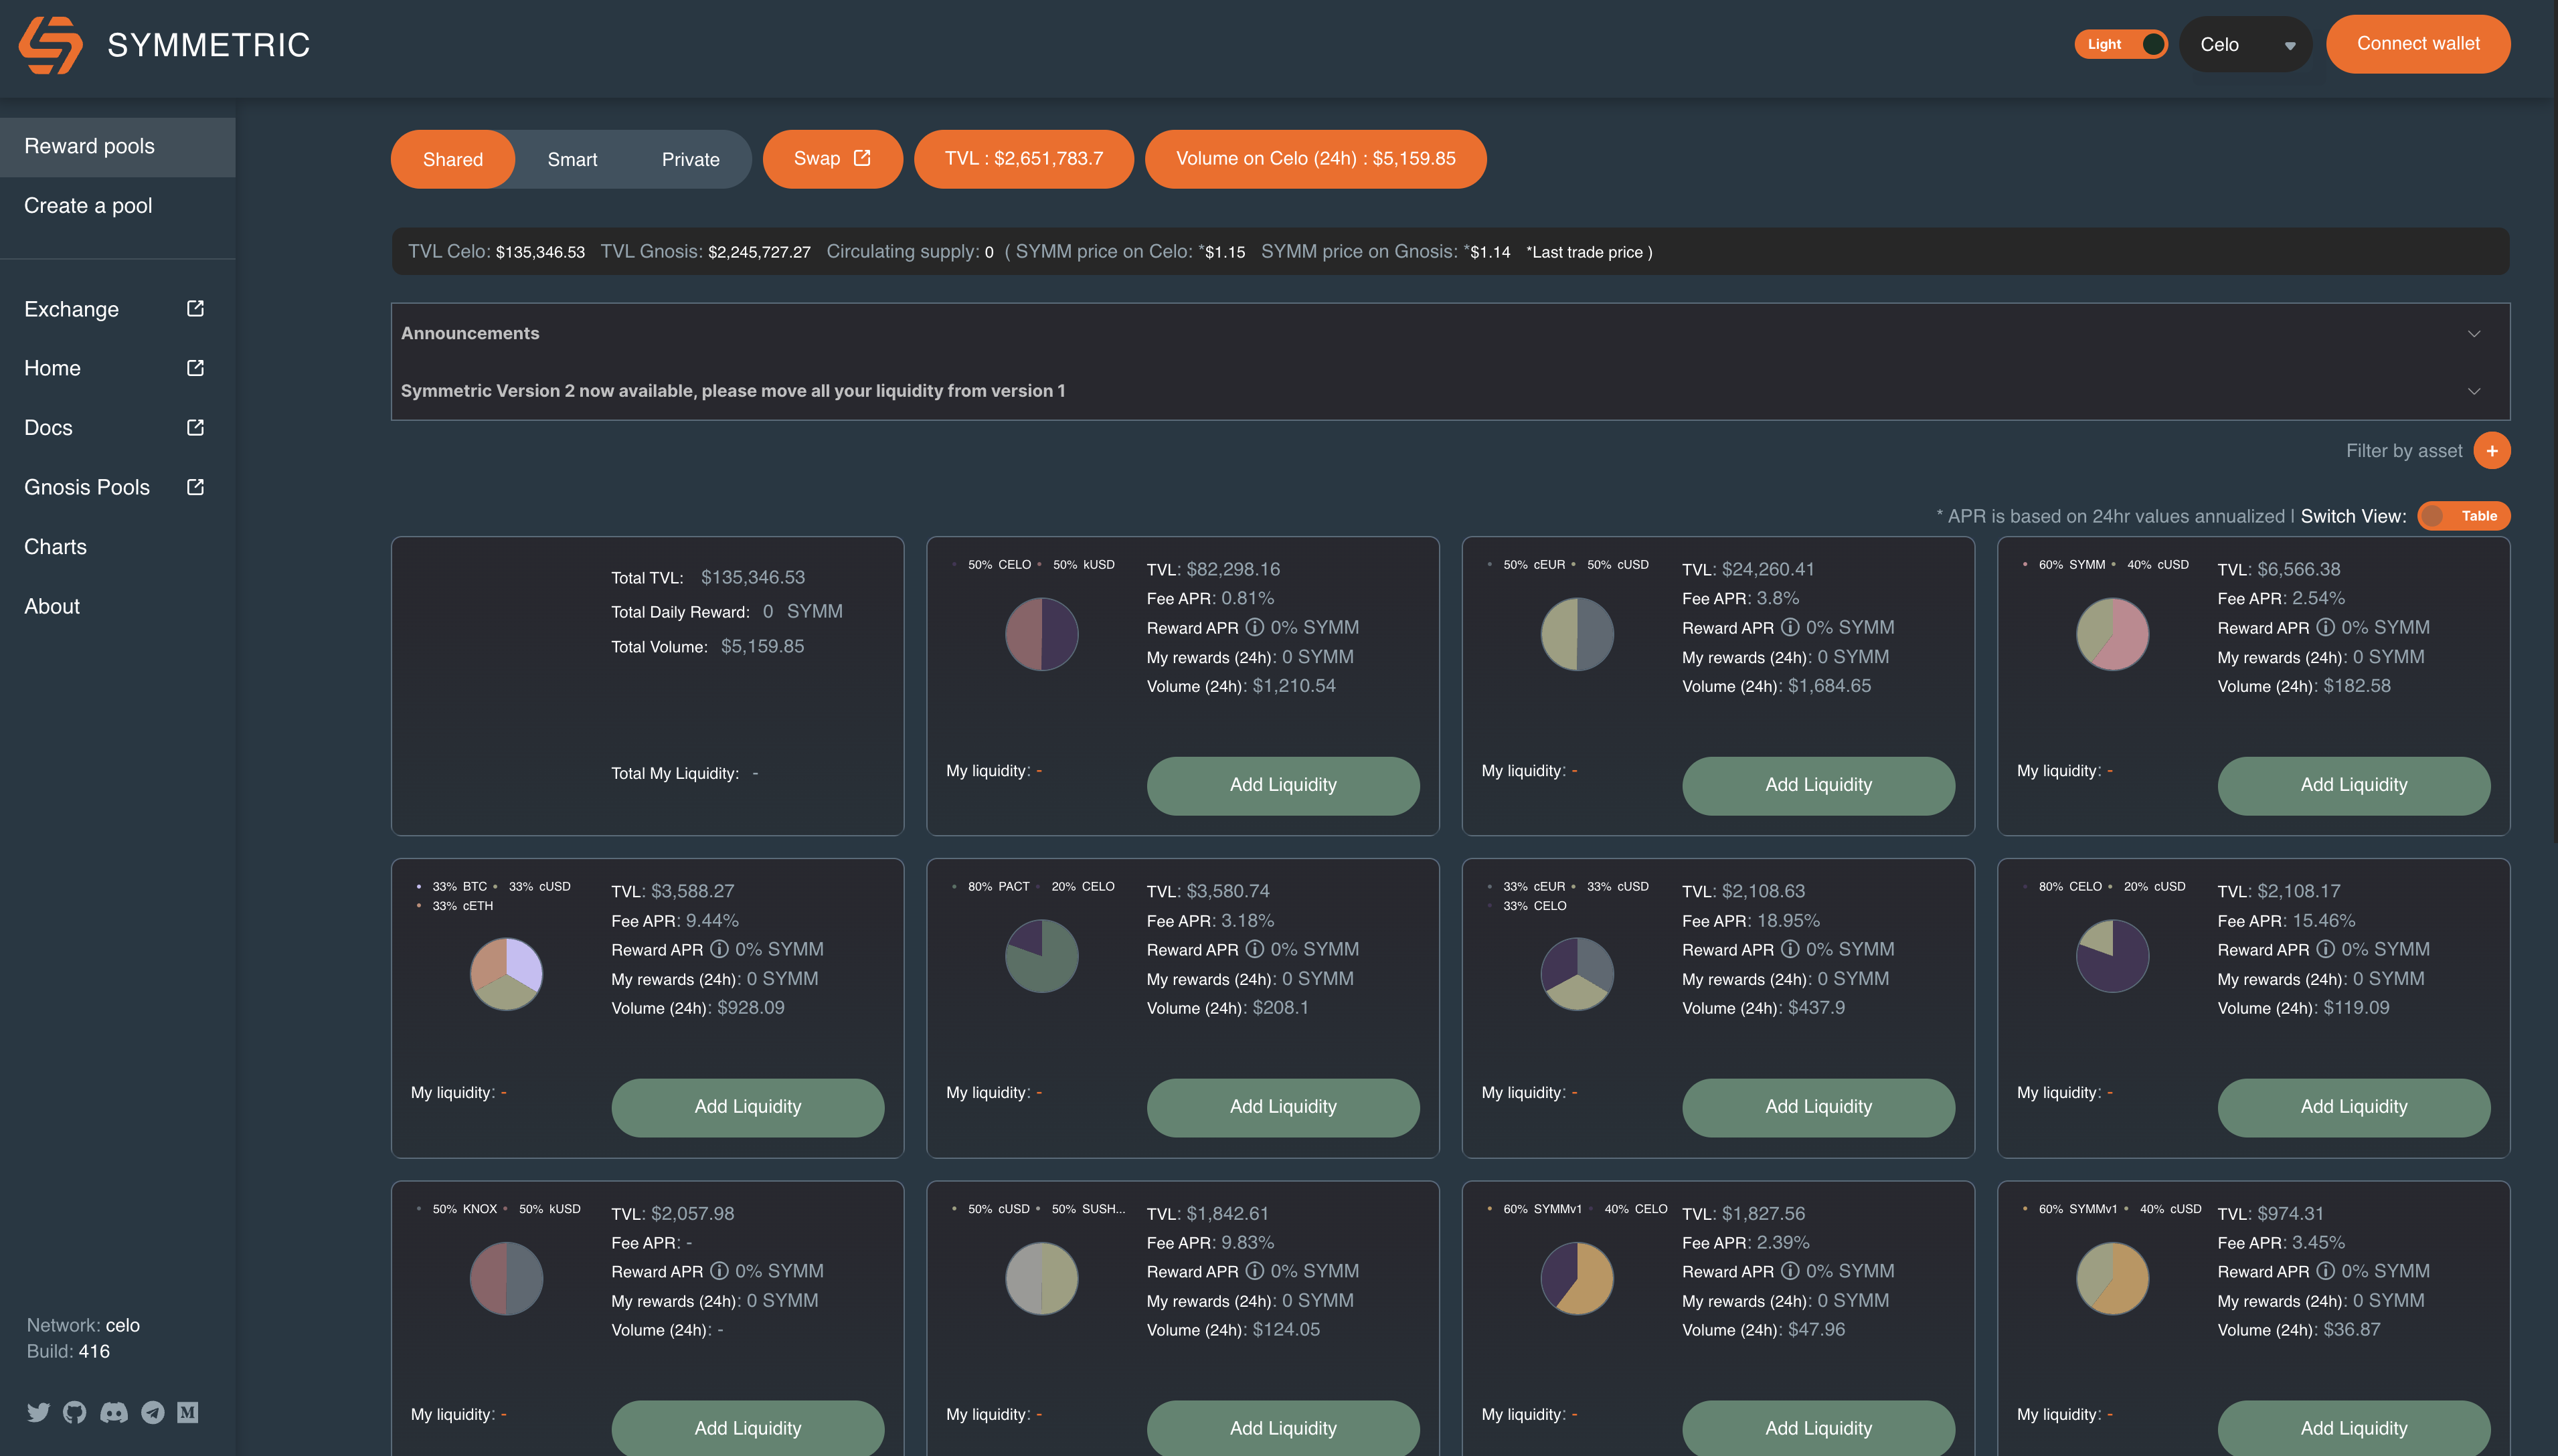 SYMMETRIC
Light
Celo
Connect wallet
Reward pools
Create a pool
Exchange
Home
Docs
Gnosis Pools
Charts
About
Network: celo
Build: 416
Shared Smart Private Swap TVL : $2,651,783.7 Volume on Celo (24h) : $5,159.85
TVL Celo: $135,346.53 TVL Gnosis: $2,245,727.27 Circulating supply: 0 ( SYMM price on Celo: *$1.15 SYMM price on Gnosis: *$1.14 *Last trade price )
Announcements
Symmetric Version 2 now available, please move all your liquidity from version 1
Filter by asset +
* APR is based on 24hr values annualized | Switch View: Table
Total TVL: $135,346.53
Total Daily Reward: 0 SYMM
Total Volume: $5,159.85
Total My Liquidity: -
50% CELO 50% kUSD
TVL: $82,298.16
Fee APR: 0.81%
Reward APR 0% SYMM
My rewards (24h): 0 SYMM
Volume (24h): $1,210.54
My liquidity: -
Add Liquidity
50% cEUR 50% cUSD
TVL: $24,260.41
Fee APR: 3.8%
Reward APR 0% SYMM
My rewards (24h): 0 SYMM
Volume (24h): $1,684.65
My liquidity: -
Add Liquidity
60% SYMM 40% cUSD
TVL: $6,566.38
Fee APR: 2.54%
Reward APR 0% SYMM
My rewards (24h): 0 SYMM
Volume (24h): $182.58
My liquidity: -
Add Liquidity
33% BTC 33% cUSD
33% cETH
TVL: $3,588.27
Fee APR: 9.44%
Reward APR 0% SYMM
My rewards (24h): 0 SYMM
Volume (24h): $928.09
My liquidity: -
Add Liquidity
80% PACT 20% CELO
TVL: $3,580.74
Fee APR: 3.18%
Reward APR 0% SYMM
My rewards (24h): 0 SYMM
Volume (24h): $208.1
My liquidity: -
Add Liquidity
33% cEUR 33% cUSD
33% CELO
TVL: $2,108.63
Fee APR: 18.95%
Reward APR 0% SYMM
My rewards (24h): 0 SYMM
Volume (24h): $437.9
My liquidity: -
Add Liquidity
80% CELO 20% cUSD
TVL: $2,108.17
Fee APR: 15.46%
Reward APR 0% SYMM
My rewards (24h): 0 SYMM
Volume (24h): $119.09
My liquidity: -
Add Liquidity
50% KNOX 50% kUSD
TVL: $2,057.98
Fee APR: -
Reward APR 0% SYMM
My rewards (24h): 0 SYMM
Volume (24h): -
My liquidity: -
Add Liquidity
50% cUSD 50% SUSH...
TVL: $1,842.61
Fee APR: 9.83%
Reward APR 0% SYMM
My rewards (24h): 0 SYMM
Volume (24h): $124.05
My liquidity: -
Add Liquidity
60% SYMMv1 40% CELO
TVL: $1,827.56
Fee APR: 2.39%
Reward APR 0% SYMM
My rewards (24h): 0 SYMM
Volume (24h): $47.96
My liquidity: -
Add Liquidity
60% SYMMv1 40% cUSD
TVL: $974.31
Fee APR: 3.45%
Reward APR 0% SYMM
My rewards (24h): 0 SYMM
Volume (24h): $36.87
My liquidity: -
Add Liquidity